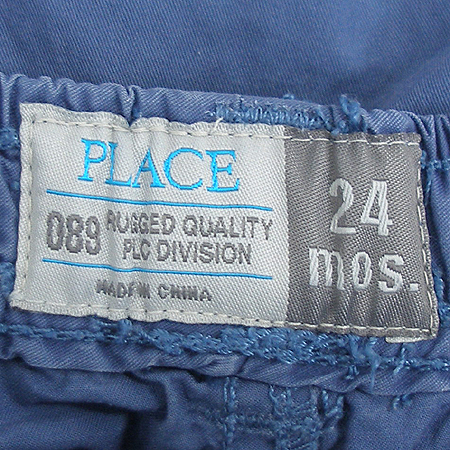 PLACE
089 RUGGED QUALITY
PLC DIVISION
MADE IN CHINA
24
mos.